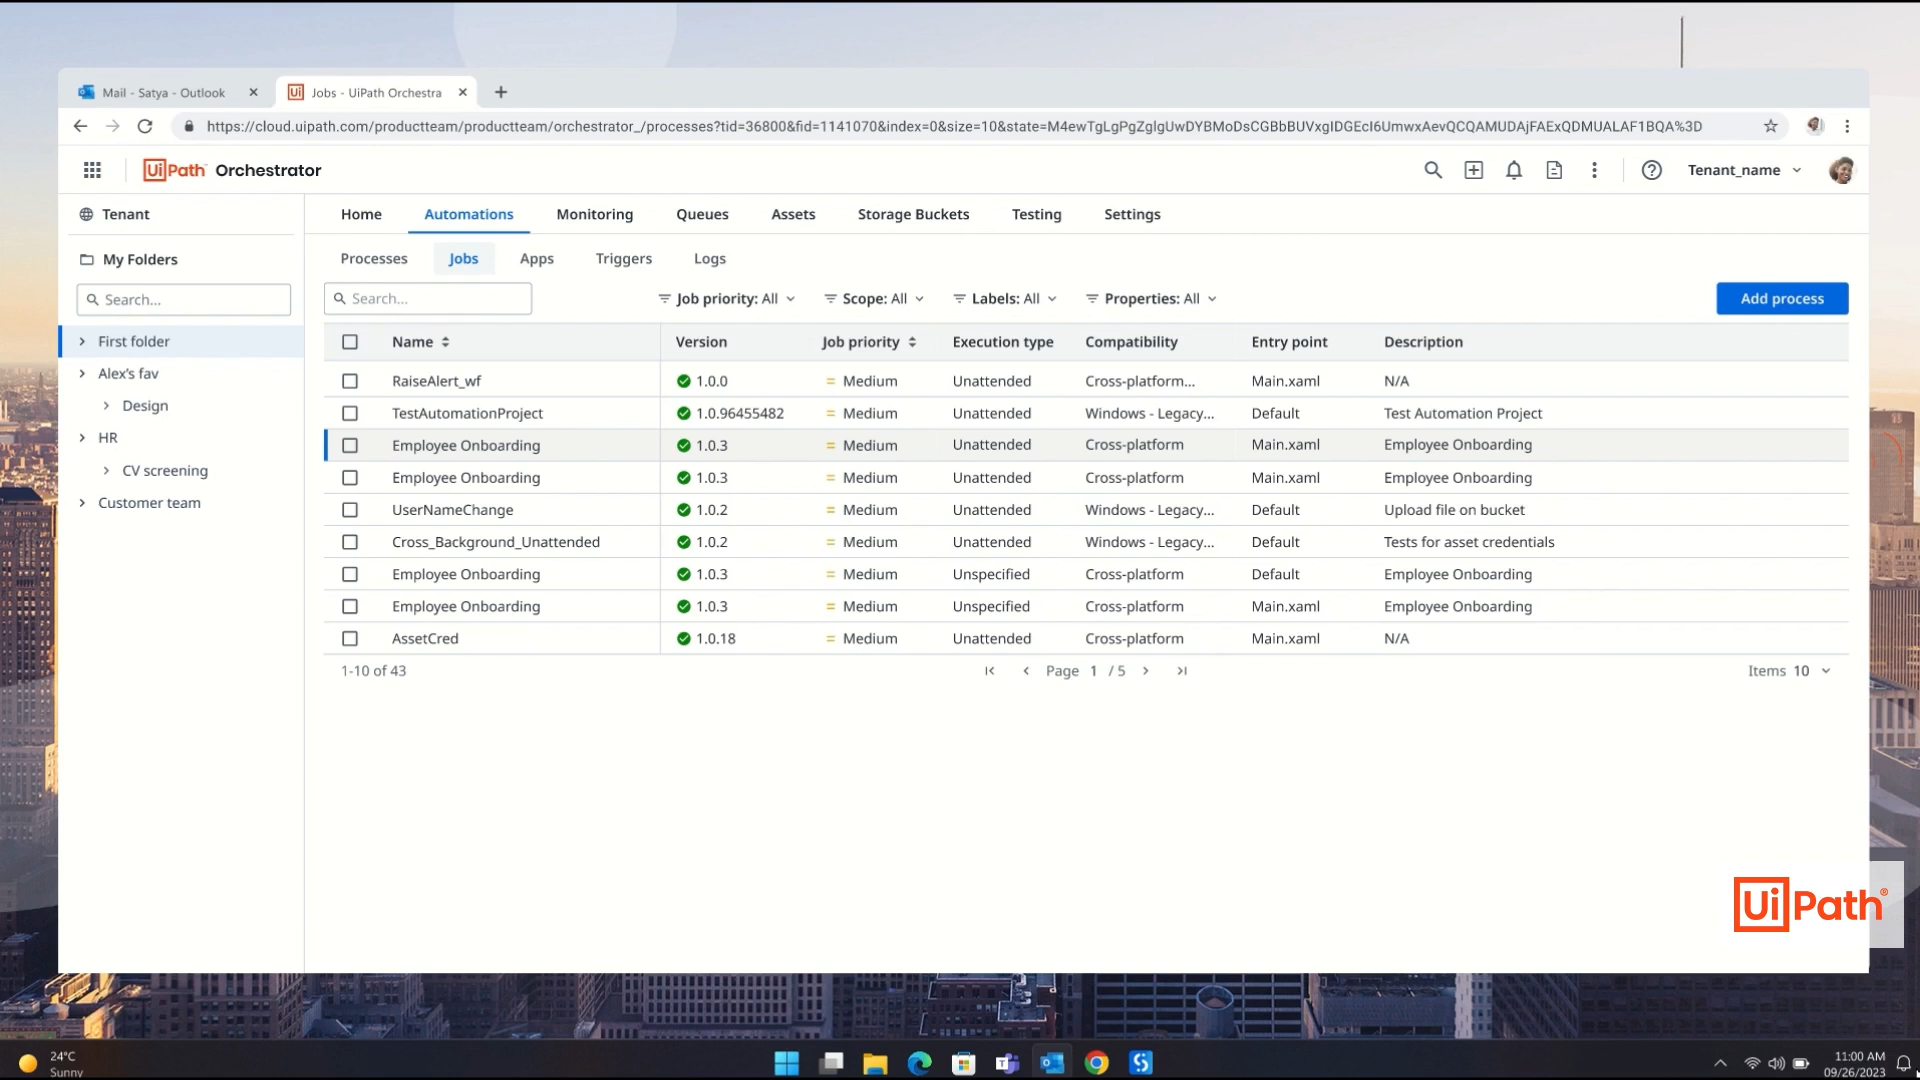 Mail - Satya - Outlook
Jobs - UiPath Orchestra
https://cloud.uipath.com/productteam/productteam/orchestrator_/processes?tid=36800&fid=1141070&index=0&size=10&state=M4ewTgLgPgZglgUwDYBMoDsCGBbBUVxgIDGEcI6UmwxAevQCQAMUDAjFAExQDMUALAF1BQA%3D
UiPath Orchestrator
Tenant_name
Tenant
Home Automations Monitoring Queues Assets Storage Buckets Testing Settings
My Folders
Processes Jobs Apps Triggers Logs
Search...
Search... Job priority: All Scope: All Labels: All Properties: All Add process
First folder
Alex's fav
Design
HR
CV screening
Customer team
Name Version Job priority Execution type Compatibility Entry point Description
RaiseAlert_wf 1.0.0 = Medium Unattended Cross-platform... Main.xaml N/A
TestAutomationProject 1.0.96455482 = Medium Unattended Windows - Legacy... Default Test Automation Project
Employee Onboarding 1.0.3 = Medium Unattended Cross-platform Main.xaml Employee Onboarding
Employee Onboarding 1.0.3 = Medium Unattended Cross-platform Main.xaml Employee Onboarding
UserNameChange 1.0.2 = Medium Unattended Windows - Legacy... Default Upload file on bucket
Cross_Background_Unattended 1.0.2 = Medium Unattended Windows - Legacy... Default Tests for asset credentials
Employee Onboarding 1.0.3 = Medium Unspecified Cross-platform Default Employee Onboarding
Employee Onboarding 1.0.3 = Medium Unspecified Cross-platform Main.xaml Employee Onboarding
AssetCred 1.0.18 = Medium Unattended Cross-platform Main.xaml N/A
1-10 of 43 Page 1 / 5 Items 10
UiPath®
24°C
Sunny
11:00 AM
09/26/2023